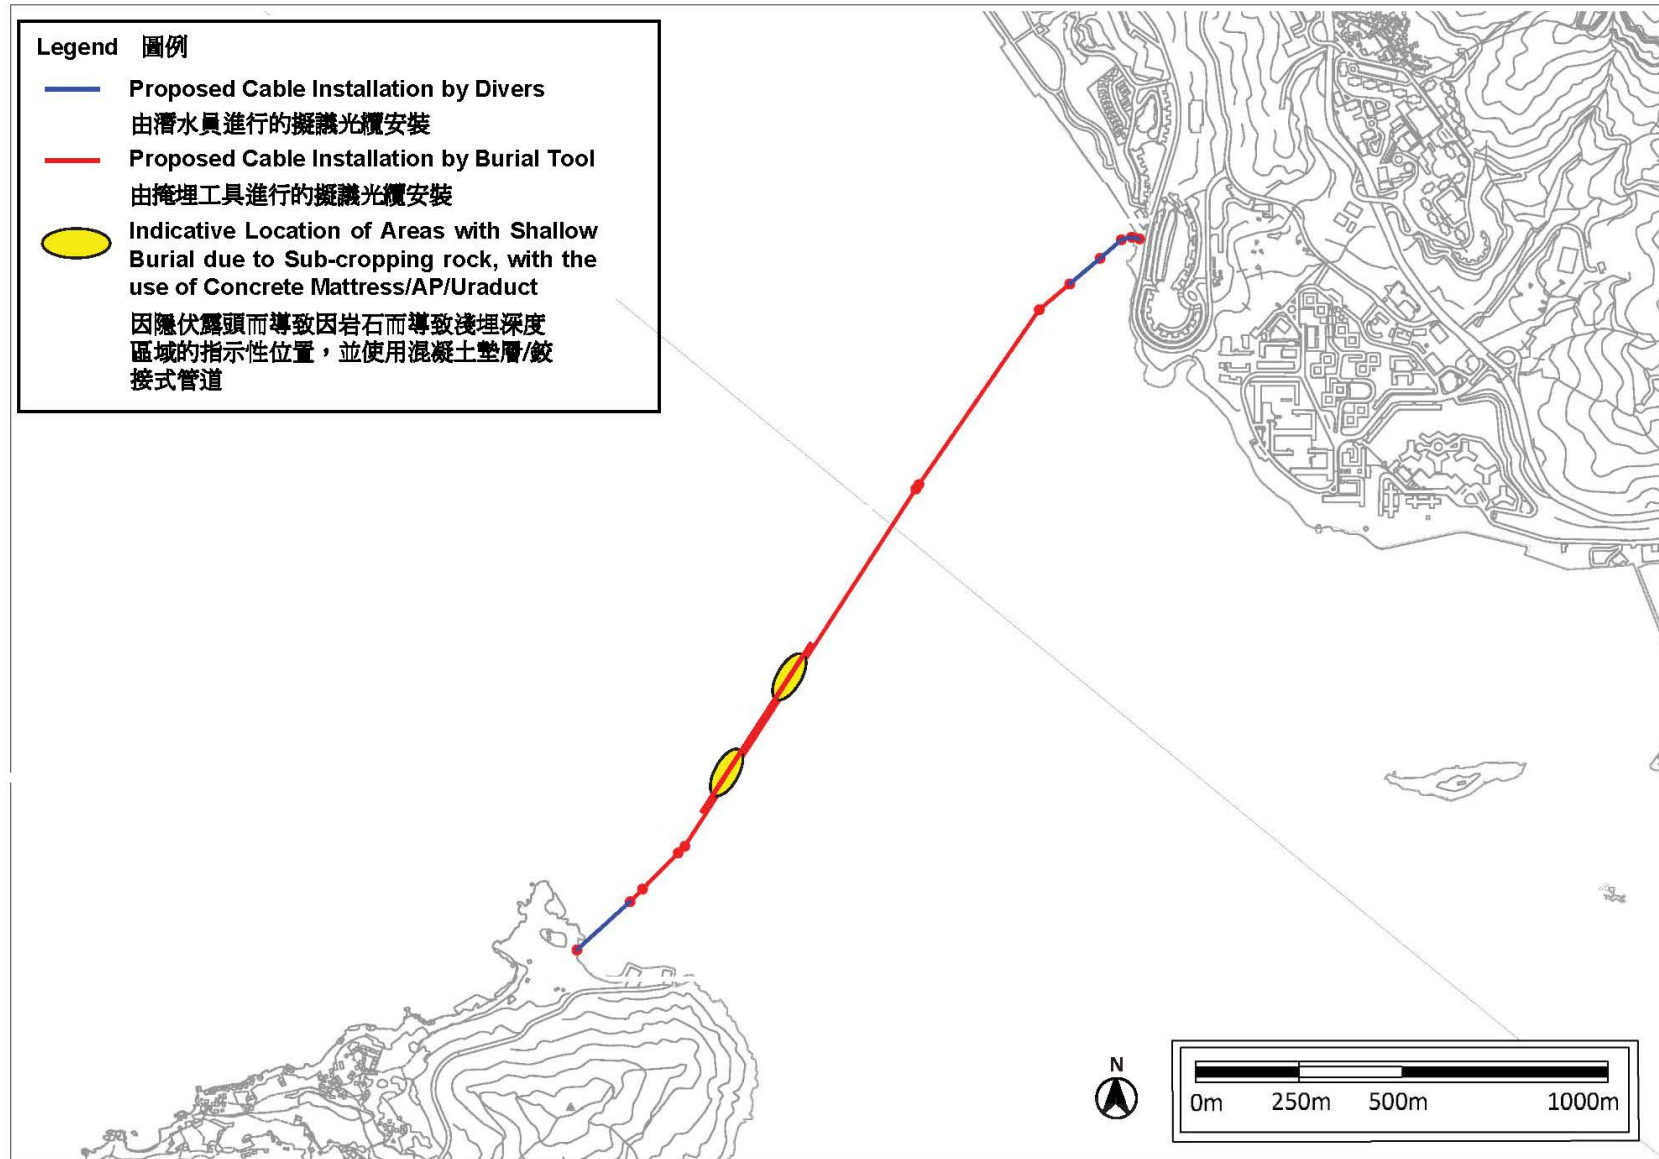 Legend 圖例
Proposed Cable Installation by Divers
由潛水員進行的擬議光纜安裝
Proposed Cable Installation by Burial Tool
由掩埋工具進行的擬議光纜安裝
Indicative Location of Areas with Shallow
Burial due to Sub-cropping rock, with the
use of Concrete Mattress/AP/Uraduct
因隱伏露頭而導致因岩石而導致淺埋深度
區域的指示性位置，並使用混凝土墊層/鉸
接式管道
N
0m 250m 500m 1000m